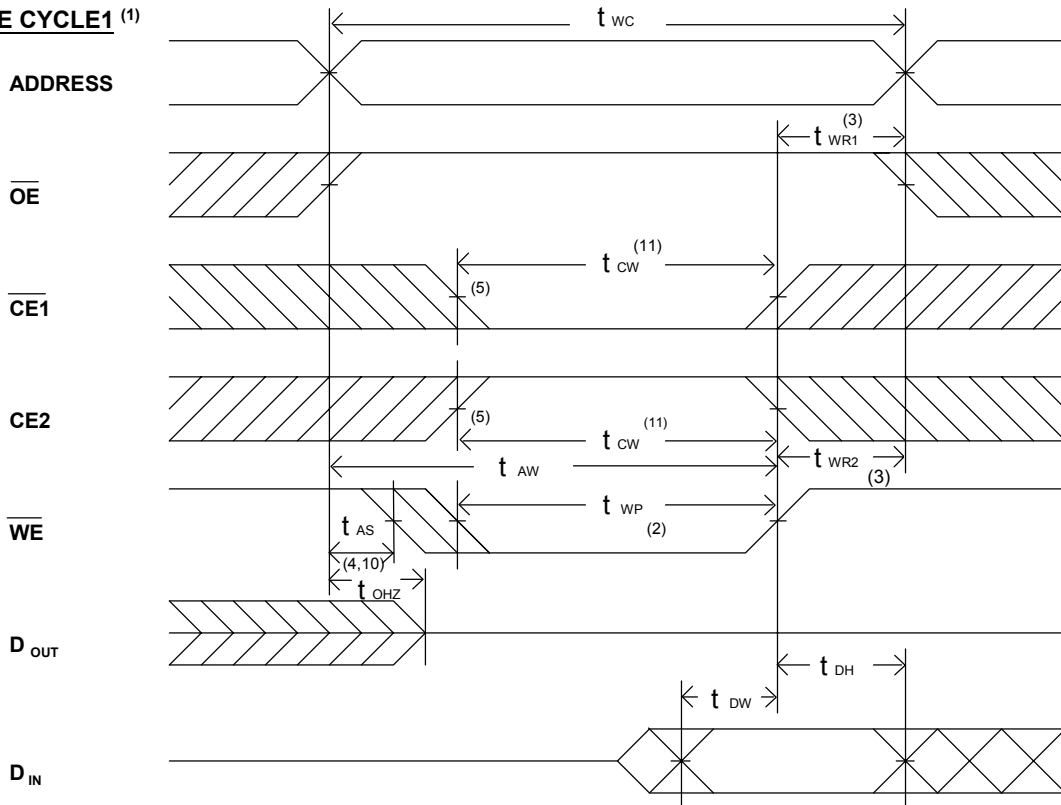 E CYCLE1 (1)
t WC
ADDRESS
t WR1 (3)
OE
t CW (11)
CE1
(5)
CE2
(5)
t CW (11)
t AW
t WR2 (3)
WE
t AS
t WP (2)
(4,10)
t OHZ
D OUT
t DH
t DW
D IN